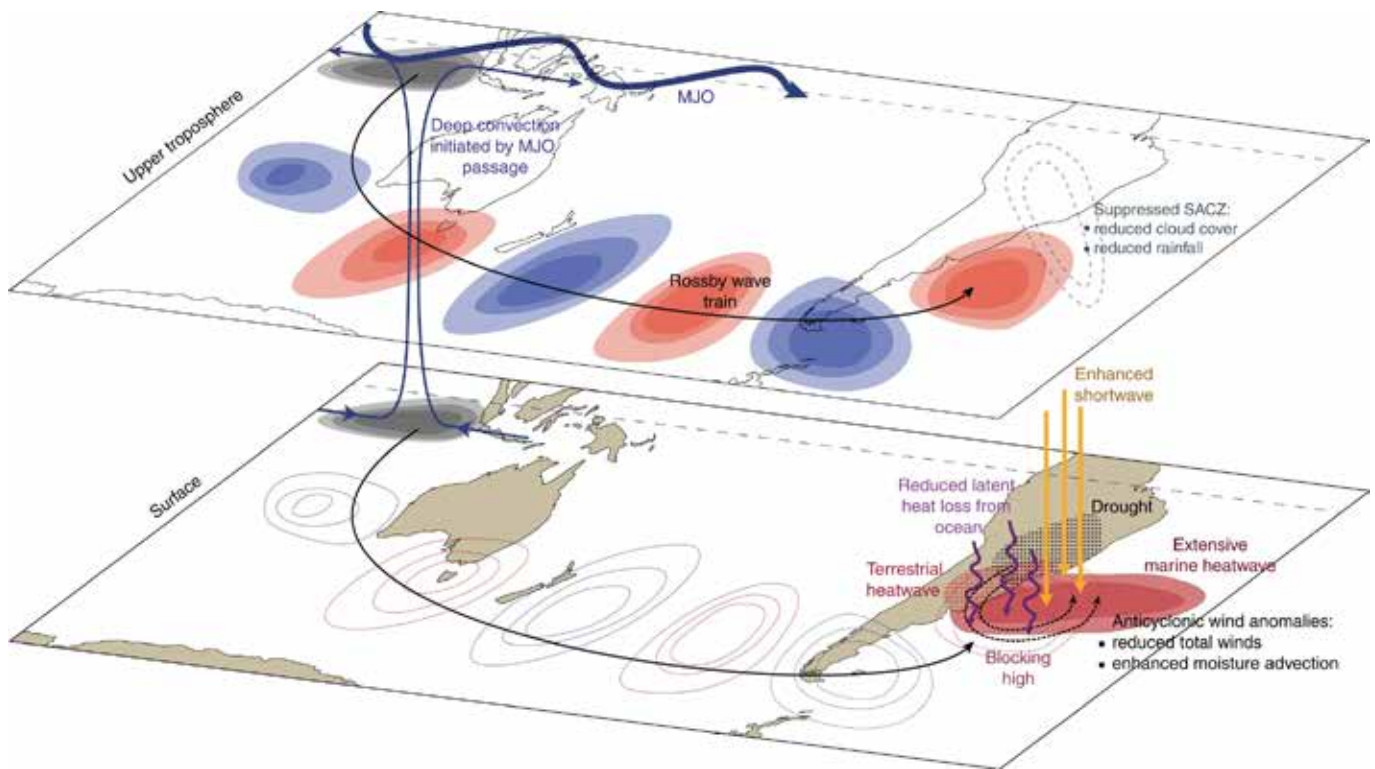 MJO
Upper troposphere
Deep convection
initiated by MJO
passage
Suppressed SACZ:
• reduced cloud cover
• reduced rainfall
Rossby wave
train
Enhanced
shortwave
Surface
Reduced latent
heat loss from
ocean
Drought
Terrestrial
heatwave
Extensive
marine heatwave
Anticyclonic wind anomalies:
• reduced total winds
• enhanced moisture advection
Blocking
high